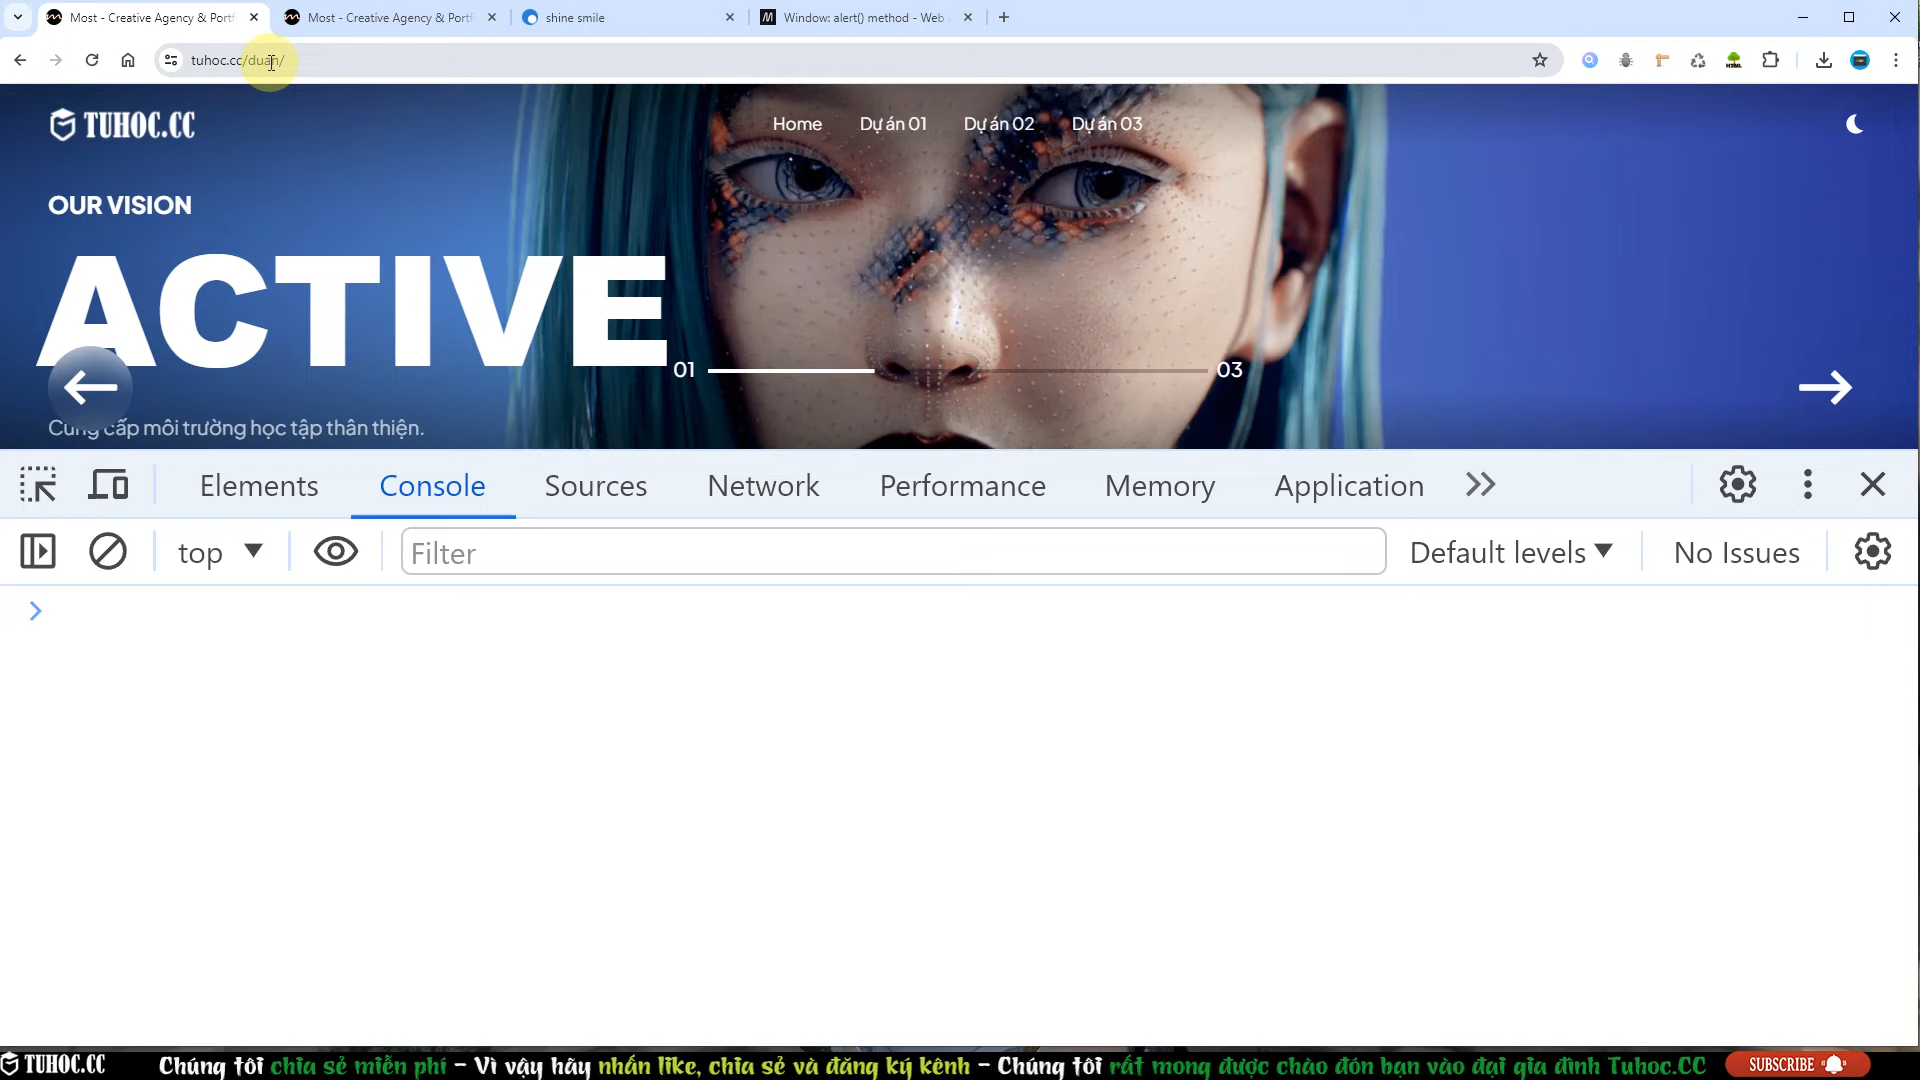 Most - Creative Agency & Portf
Most - Creative Agency & Portf
shine smile
Window: alert() method - Web
tuhoc.cc/duan/
TUHOC.CC
Home
Dự án 01
Dự án 02
Dự án 03
OUR VISION
ACTIVE
01
03
Cung cấp môi trường học tập thân thiện.
Elements
Console
Sources
Network
Performance
Memory
Application
top
Filter
Default levels
No Issues
TUHOC.CC
Chúng tôi chia sẻ miễn phí - Vì vậy hãy nhấn like, chia sẻ và đăng ký kênh - Chúng tôi rất mong được chào đón bạn vào đại gia đình Tuhoc.CC
SUBSCRIBE